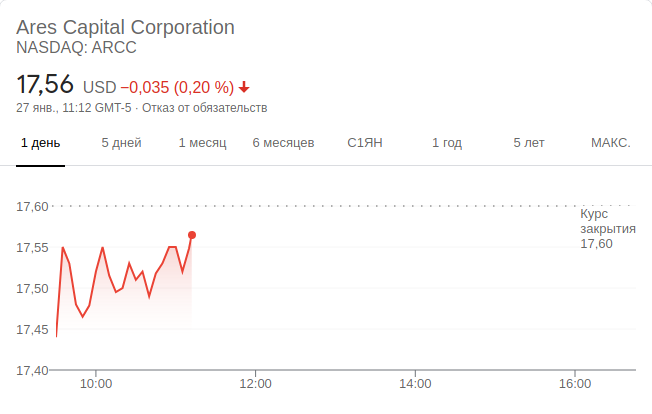 Ares Capital Corporation
NASDAQ: ARCC
17,56 USD −0,035 (0,20 %)
27 янв., 11:12 GMT-5 · Отказ от обязательств
1 день 5 дней 1 месяц 6 месяцев С1ЯН 1 год 5 лет МАКС.
17,60
Курс
закрытия
17,60
17,55
17,50
17,45
17,40
10:00 12:00 14:00 16:00